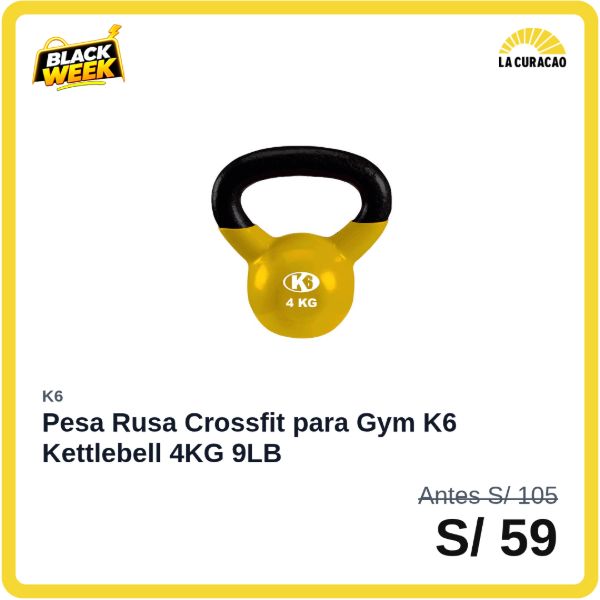 BLACK
WEEK
LA CURACAO
K6
4 KG
K6
Pesa Rusa Crossfit para Gym K6
Kettlebell 4KG 9LB
Antes S/ 105
S/ 59